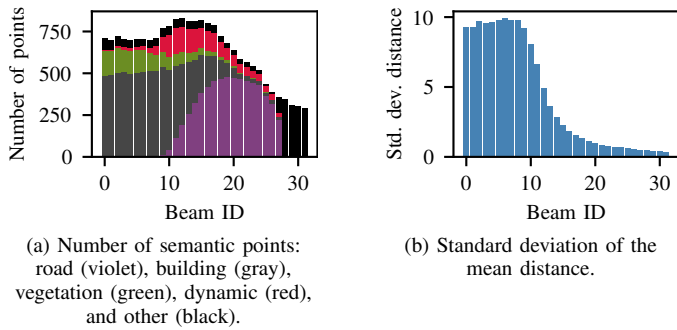 750
500
250
0
Number of points
0 10 20 30
Beam ID
(a) Number of semantic points:
road (violet), building (gray),
vegetation (green), dynamic (red),
and other (black).
10
5
0
Std. dev. distance
0 10 20 30
Beam ID
(b) Standard deviation of the
mean distance.